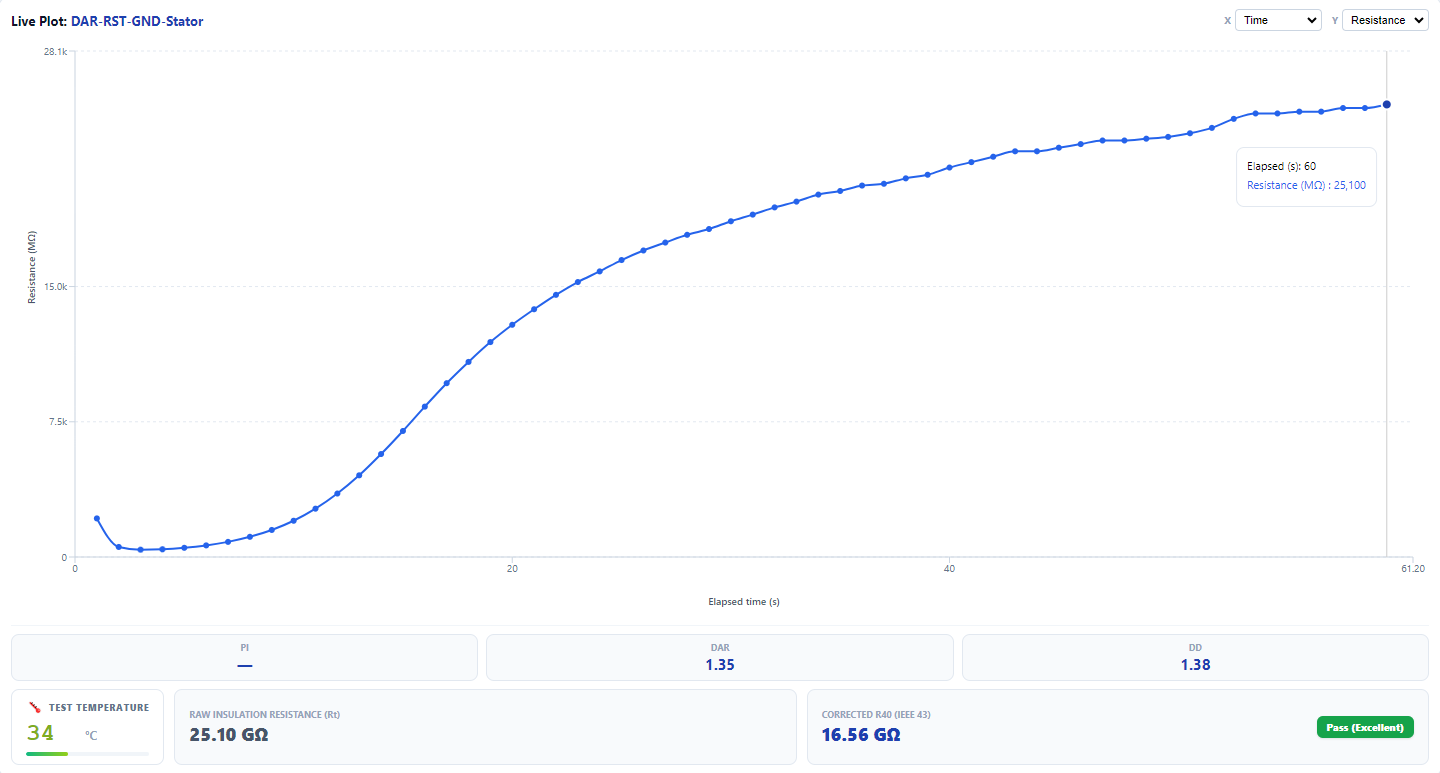 Live Plot: DAR-RST-GND-Stator
X Time Y Resistance
28.1k
15.0k
7.5k
0
Resistance (MΩ)
Elapsed (s): 60
Resistance (MΩ) : 25,100
0 20 40 61.20
Elapsed time (s)
PI
—
DAR
1.35
DD
1.38
TEST TEMPERATURE
34 °C
RAW INSULATION RESISTANCE (Rt)
25.10 GΩ
CORRECTED R40 (IEEE 43)
16.56 GΩ
Pass (Excellent)